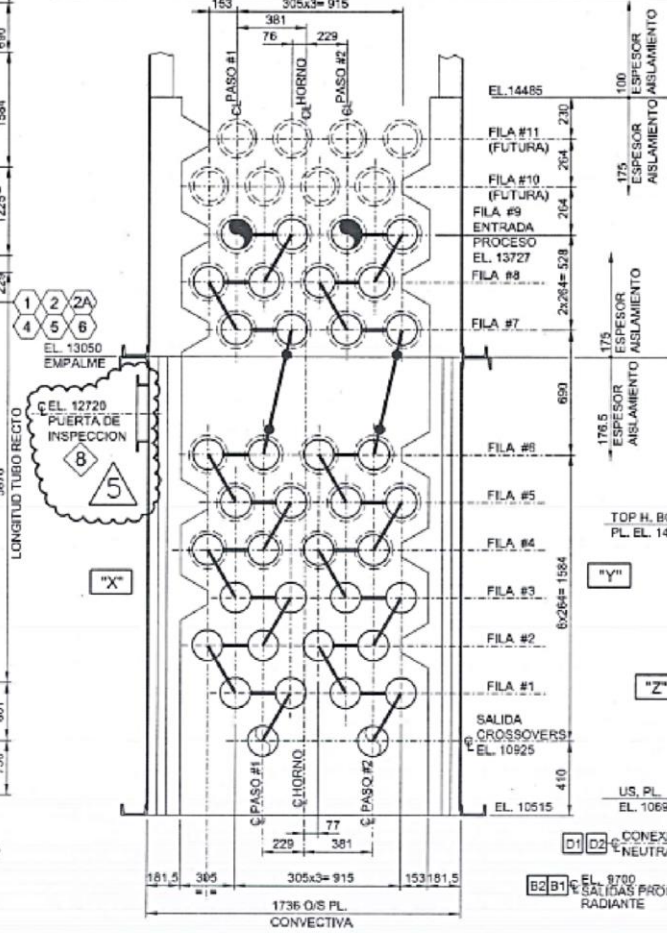 153
305x3= 915
381
76
229
℄ PASO #1
℄ HORNO
℄ PASO #2
100
ESPESOR
AISLAMIENTO
EL.14485
230
FILA #11
(FUTURA)
264
175
ESPESOR
AISLAMIENTO
FILA #10
(FUTURA)
264
FILA #9
ENTRADA
PROCESO
EL. 13727
2x264= 528
FILA #8
FILA #7
1 2 2A
4 5 6
EL. 13050
EMPALME
175
ESPESOR
AISLAMIENTO
690
176.5
ESPESOR
AISLAMIENTO
℄ EL. 12720
PUERTA DE
INSPECCION
8
5
LONGITUD TUBO RECTO
FILA #6
FILA #5
FILA #4
FILA #3
FILA #2
FILA #1
6x264= 1584
"X"
"Y"
"Z"
TOP H. BO
PL. EL. 14
SALIDA
CROSSOVERS
℄ EL. 10925
410
EL. 10515
℄ PASO #1
℄ HORNO
℄ PASO #2
77
229
381
US. PL.
EL. 1069
D1 D2 ℄ CONEX
NEUTRA
B2 B1 ℄ EL. 9700
SALIDAS PRO
RADIANTE
181,5
305
305x3= 915
153
181,5
1736 O/S PL.
CONVECTIVA